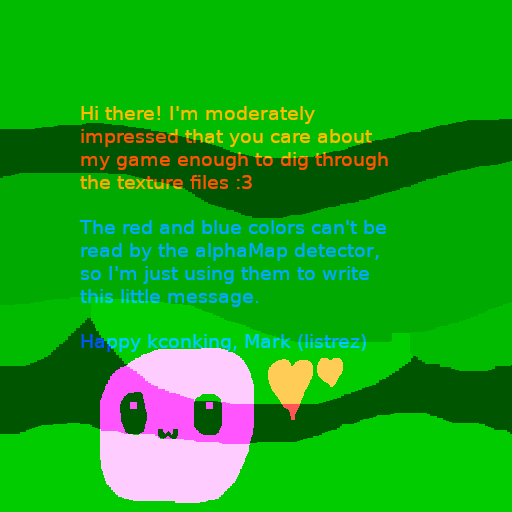 Hi there! I'm moderately
impressed that you care about
my game enough to dig through
the texture files :3
The red and blue colors can't be
read by the alphaMap detector,
so I'm just using them to write
this little message.
Happy kconking, Mark (listrez)